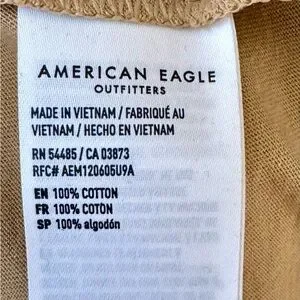 AMERICAN EAGLE
OUTFITTERS
MADE IN VIETNAM / FABRIQUÉ AU
VIETNAM / HECHO EN VIETNAM
RN 54485 / CA 03873
RFC# AEM120605U9A
EN 100% COTTON
FR 100% COTON
SP 100% algodón